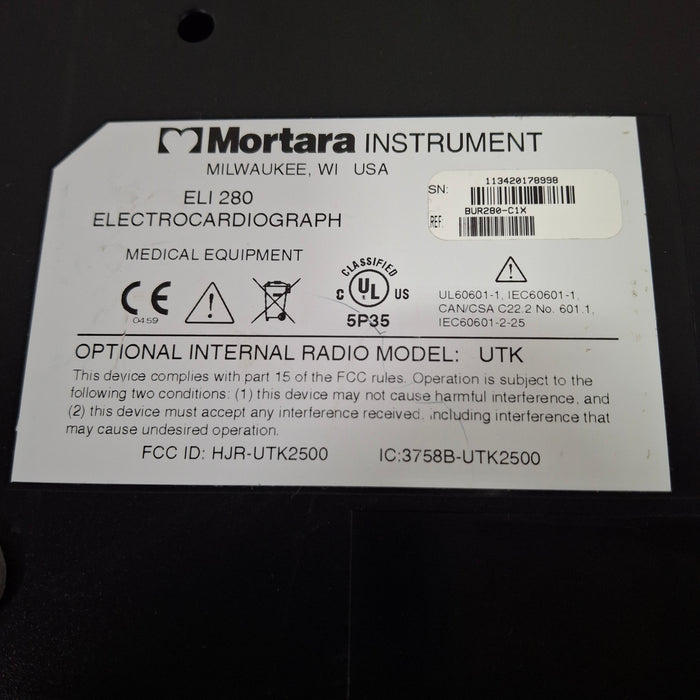 Mortara INSTRUMENT
MILWAUKEE, WI USA
ELI 280
ELECTROCARDIOGRAPH
SN:
113420178998
BUR280-C1X
REF:
MEDICAL EQUIPMENT
CE
0459
CLASSIFIED
C UL US
5P35
UL60601-1, IEC60601-1,
CAN/CSA C22.2 No. 601.1,
IEC60601-2-25
OPTIONAL INTERNAL RADIO MODEL: UTK
This device complies with part 15 of the FCC rules. Operation is subject to the
following two conditions: (1) this device may not cause harmful interference, and
(2) this device must accept any interference received, including interference that
may cause undesired operation.
FCC ID: HJR-UTK2500 IC:3758B-UTK2500